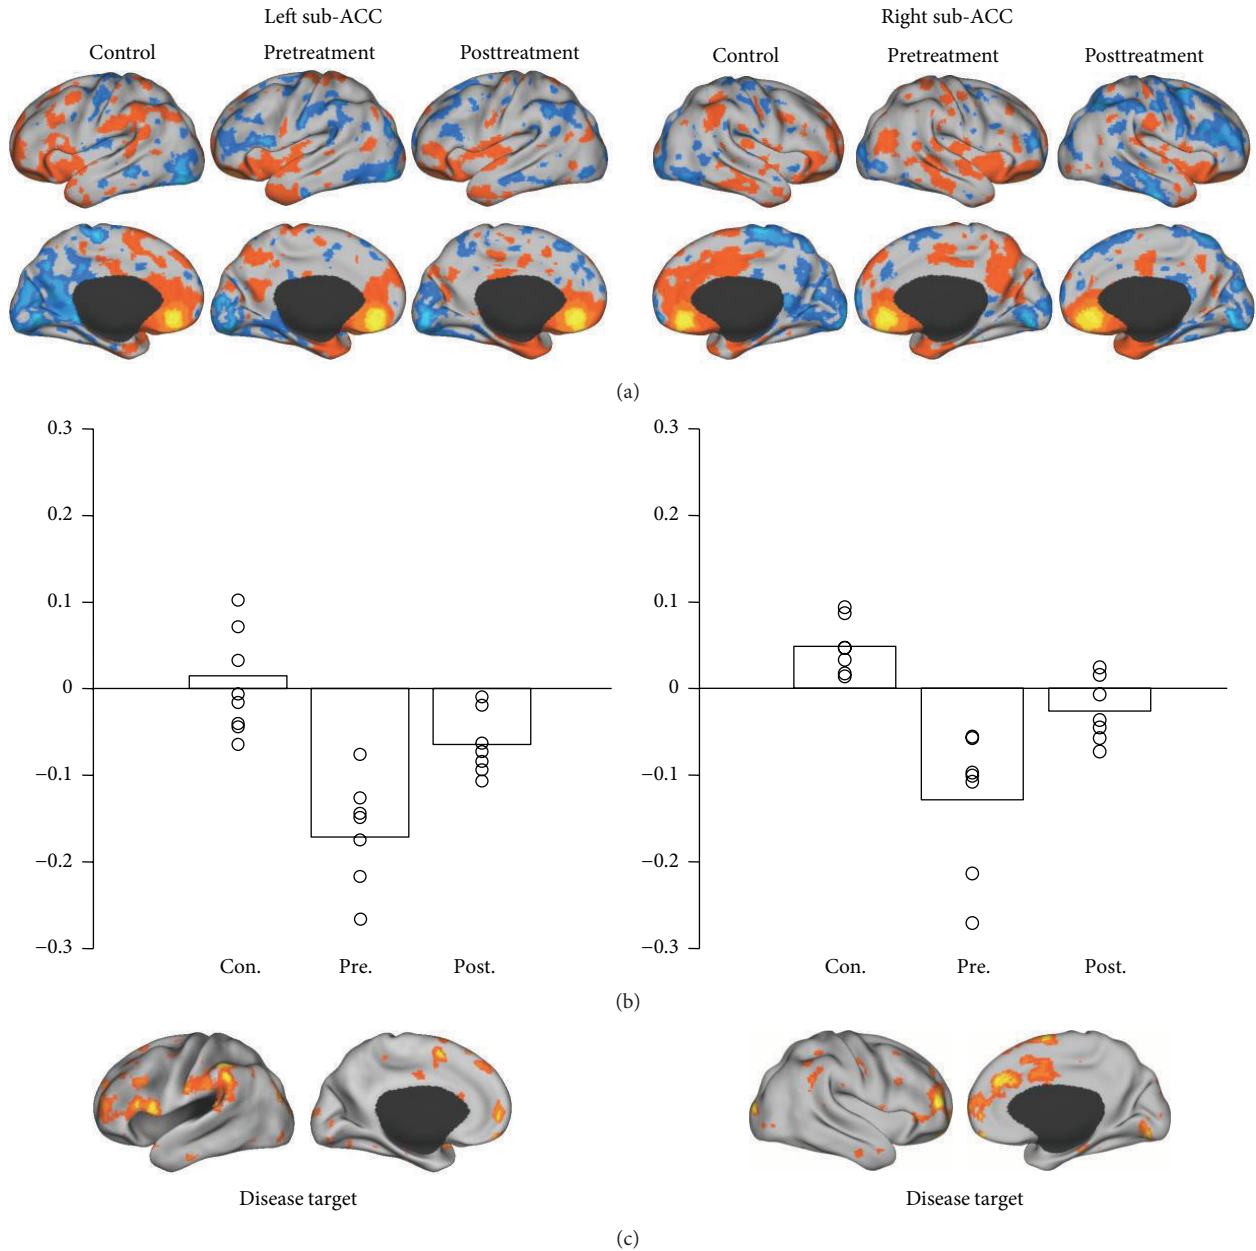 Left sub-ACC
Right sub-ACC
Control
Pretreatment
Posttreatment
Control
Pretreatment
Posttreatment
(a)
0.3
0.2
0.1
0
−0.1
−0.2
−0.3
Con.
Pre.
Post.
0.3
0.2
0.1
0
−0.1
−0.2
−0.3
Con.
Pre.
Post.
(b)
Disease target
Disease target
(c)